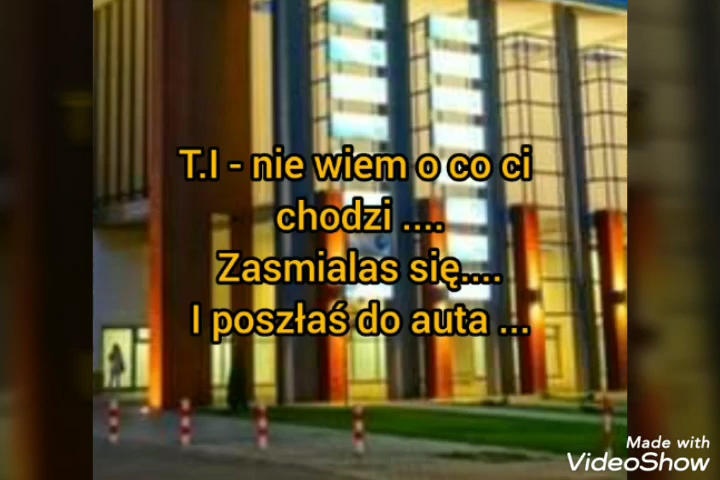 T.I - nie wiem o co ci
chodzi ....
Zasmialas się....
I poszłaś do auta ...
Made with
VideoShow